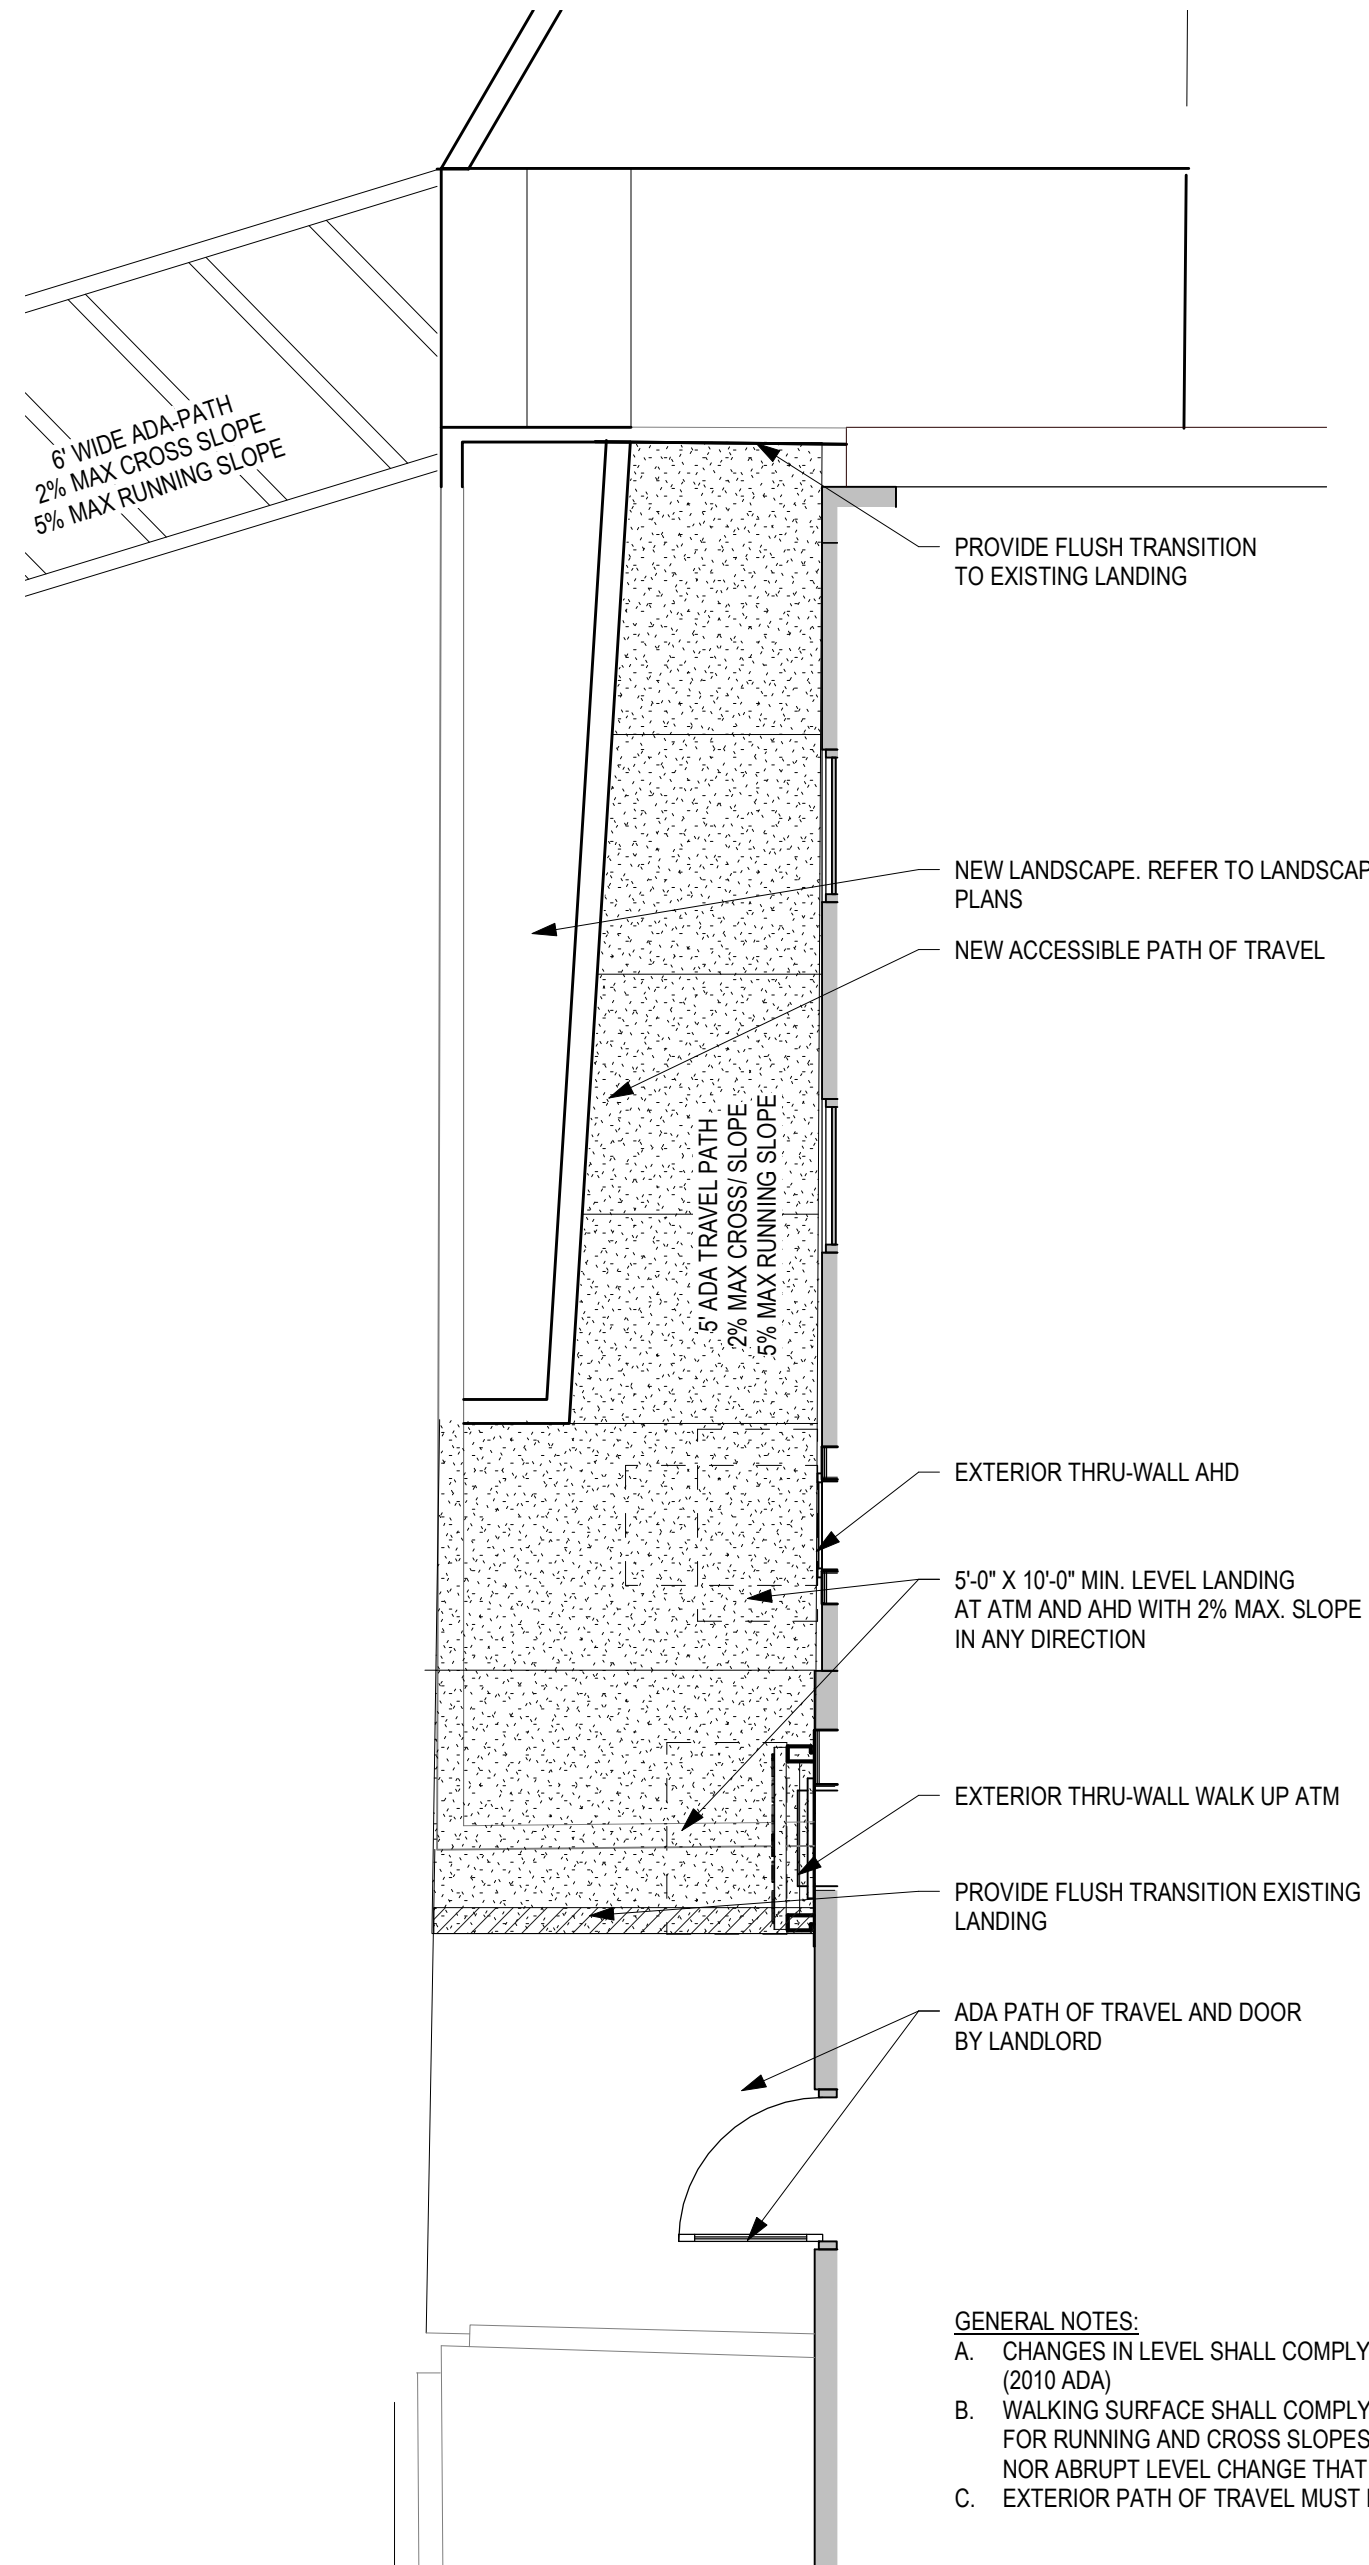 6' WIDE ADA-PATH
2% MAX CROSS SLOPE
5% MAX RUNNING SLOPE
PROVIDE FLUSH TRANSITION
TO EXISTING LANDING
NEW LANDSCAPE. REFER TO LANDSCAP
PLANS
NEW ACCESSIBLE PATH OF TRAVEL
5' ADA TRAVEL PATH
2% MAX CROSS/ SLOPE
5% MAX RUNNING SLOPE
EXTERIOR THRU-WALL AHD
5'-0" X 10'-0" MIN. LEVEL LANDING
AT ATM AND AHD WITH 2% MAX. SLOPE
IN ANY DIRECTION
EXTERIOR THRU-WALL WALK UP ATM
PROVIDE FLUSH TRANSITION EXISTING
LANDING
ADA PATH OF TRAVEL AND DOOR
BY LANDLORD
GENERAL NOTES:
A. CHANGES IN LEVEL SHALL COMPLY
(2010 ADA)
B. WALKING SURFACE SHALL COMPLY
FOR RUNNING AND CROSS SLOPES
NOR ABRUPT LEVEL CHANGE THAT
C. EXTERIOR PATH OF TRAVEL MUST